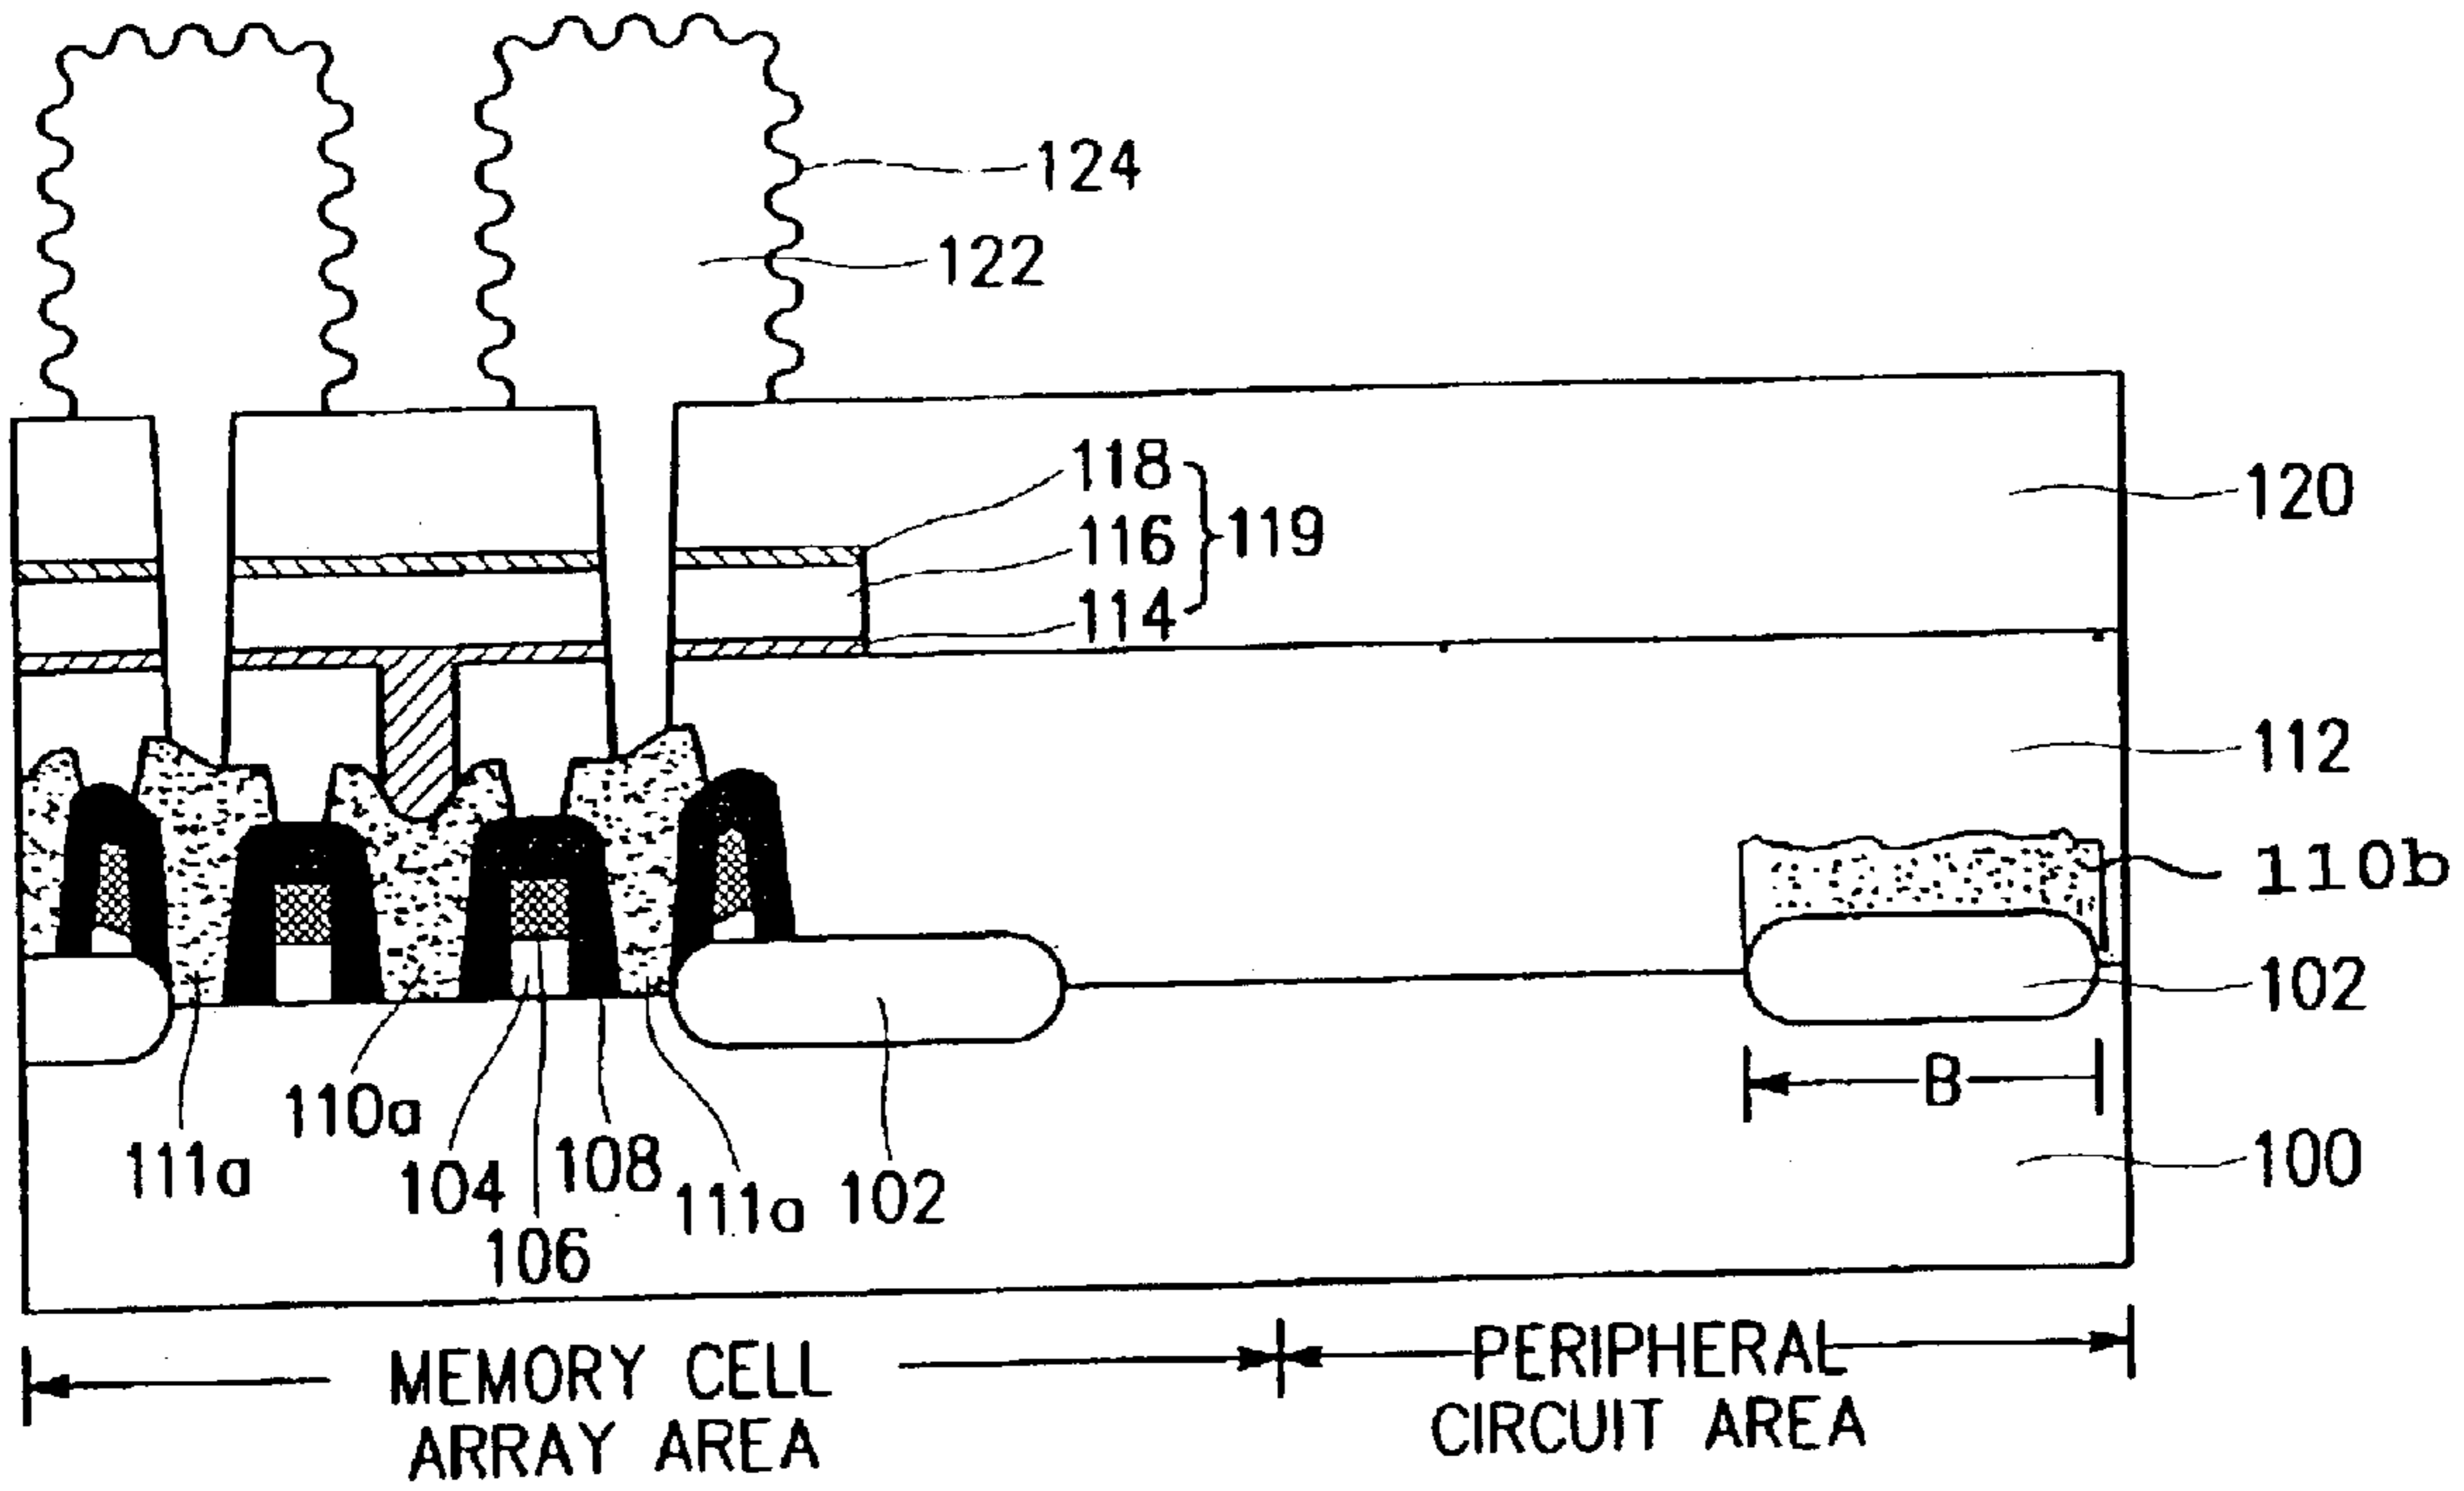 124
122
118
116
119
114
120
112
110b
102
B
100
110a
111a
104
108
106
111a
102
MEMORY CELL
ARRAY AREA
PERIPHERAL
CIRCUIT AREA